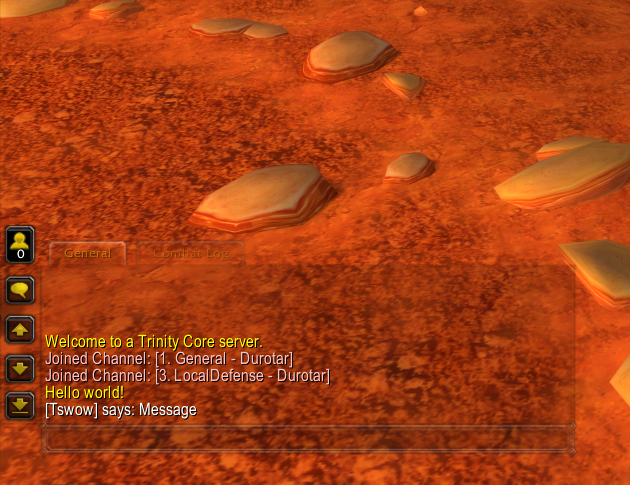 0
General Combat Log
Welcome to a Trinity Core server.
Joined Channel: [1. General - Durotar]
Joined Channel: [3. LocalDefense - Durotar]
Hello world!
[Tswow] says: Message